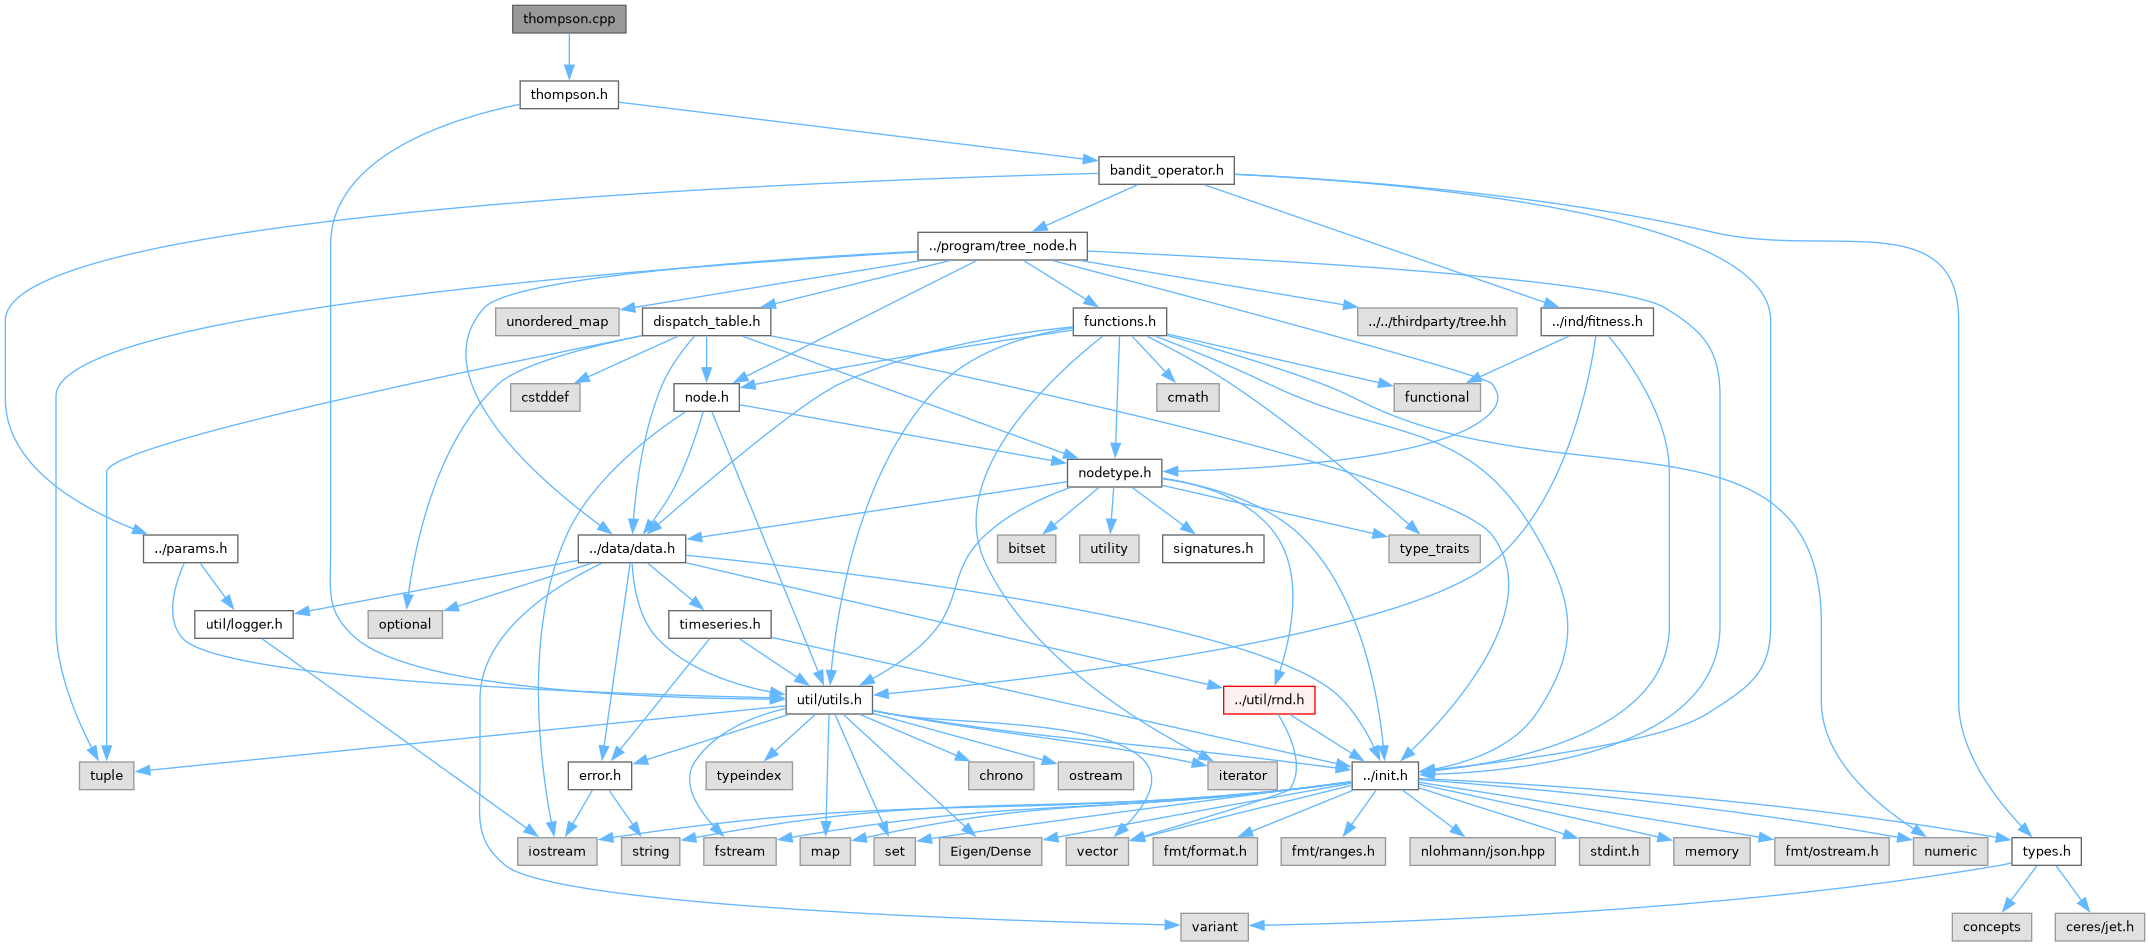 thompson.cpp
thompson.h
bandit_operator.h
../program/tree_node.h
unordered_map
dispatch_table.h
functions.h
../../thirdparty/tree.hh
../ind/fitness.h
cstddef
node.h
cmath
functional
nodetype.h
../params.h
../data/data.h
bitset
utility
signatures.h
type_traits
util/logger.h
optional
timeseries.h
util/utils.h
../util/rnd.h
tuple
error.h
typeindex
chrono
ostream
iterator
../init.h
iostream
string
fstream
map
set
Eigen/Dense
vector
fmt/format.h
fmt/ranges.h
nlohmann/json.hpp
stdint.h
memory
fmt/ostream.h
numeric
types.h
variant
concepts
ceres/jet.h